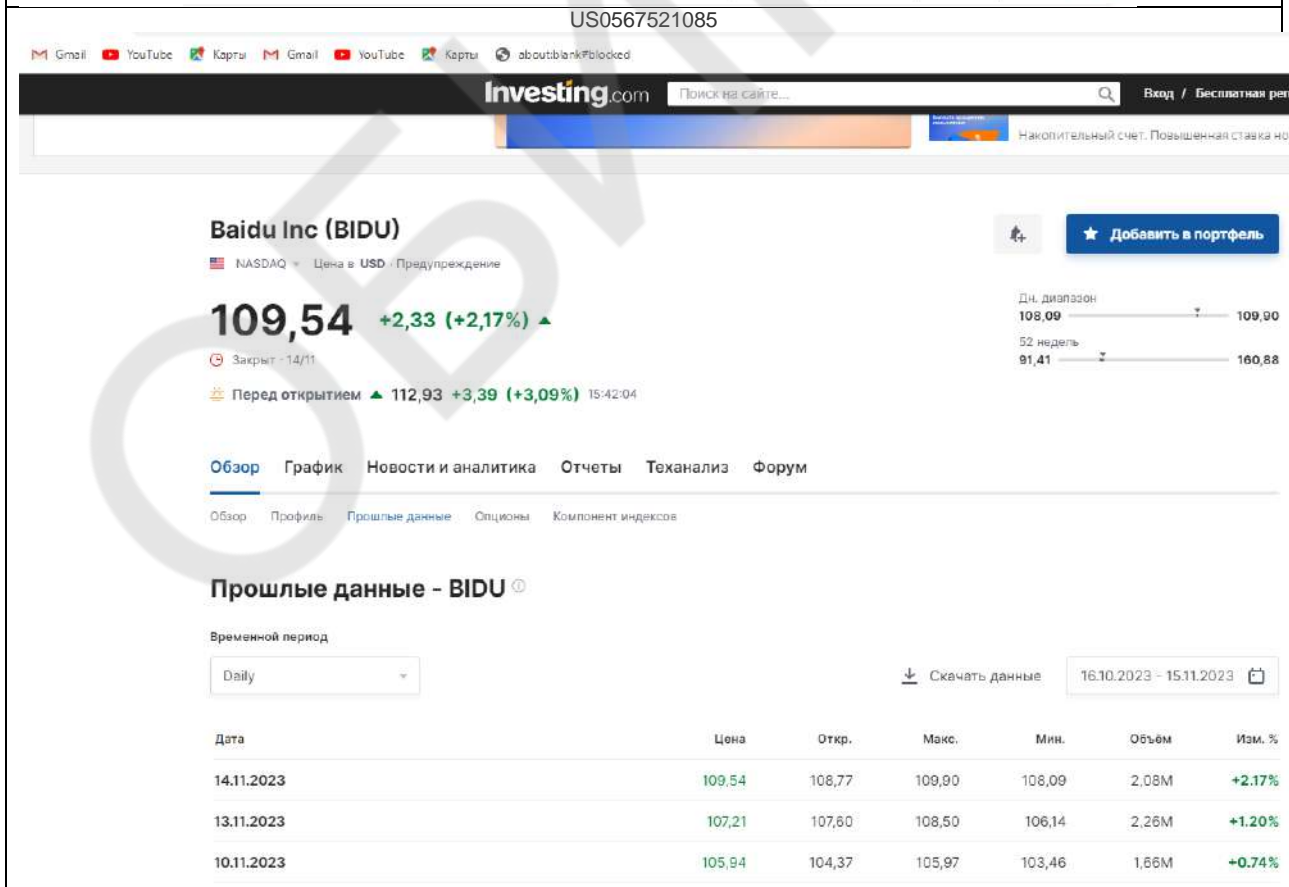 US0567521085
Gmail YouTube Карты Gmail YouTube Карты about:blank#blocked
Investing.com Поиск на сайте... Вход / Бесплатная рег
Накопительный счет. Повышенная ставка но
Baidu Inc (BIDU)
Добавить в портфель
NASDAQ Цена в USD · Предупреждение
109,54 +2,33 (+2,17%)
Дн. диапазон
108,09 109,90
Закрыт · 14/11
52 недель
91,41 160,88
Перед открытием 112,93 +3,39 (+3,09%) 15:42:04
Обзор График Новости и аналитика Отчеты Теханализ Форум
Обзор Профиль Прошлые данные Опционы Компонент индексов
Прошлые данные - BIDU
Временной период
Daily Скачать данные 16.10.2023 - 15.11.2023
Дата Цена Откр. Макс. Мин. Объём Изм. %
14.11.2023 109,54 108,77 109,90 108,09 2,08M +2.17%
13.11.2023 107,21 107,60 108,50 106,14 2,26M +1.20%
10.11.2023 105,94 104,37 105,97 103,46 1,66M +0.74%